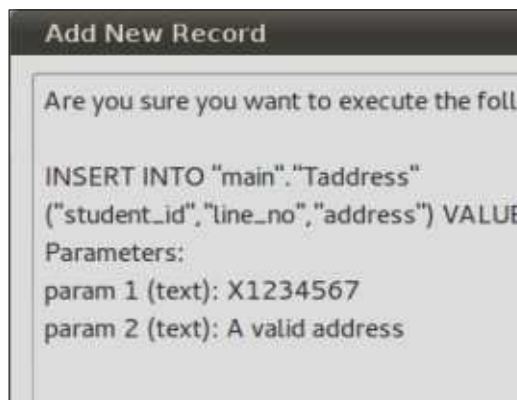 Add New Record
Are you sure you want to execute the foll
INSERT INTO "main"."Taddress"
("student_id","line_no","address") VALUE
Parameters:
param 1 (text): X1234567
param 2 (text): A valid address